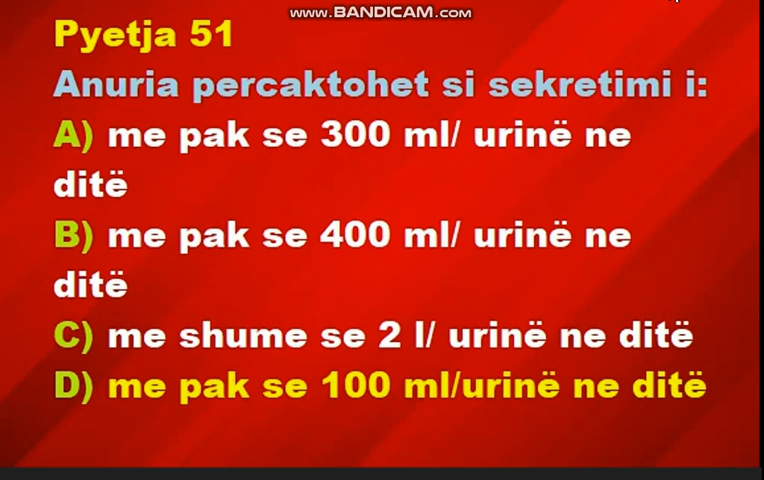 www.BANDICAM.com
Pyetja 51
Anuria percaktohet si sekretimi i:
A) me pak se 300 ml/ urinë ne
ditë
B) me pak se 400 ml/ urinë ne
ditë
C) me shume se 2 l/ urinë ne ditë
D) me pak se 100 ml/urinë ne ditë